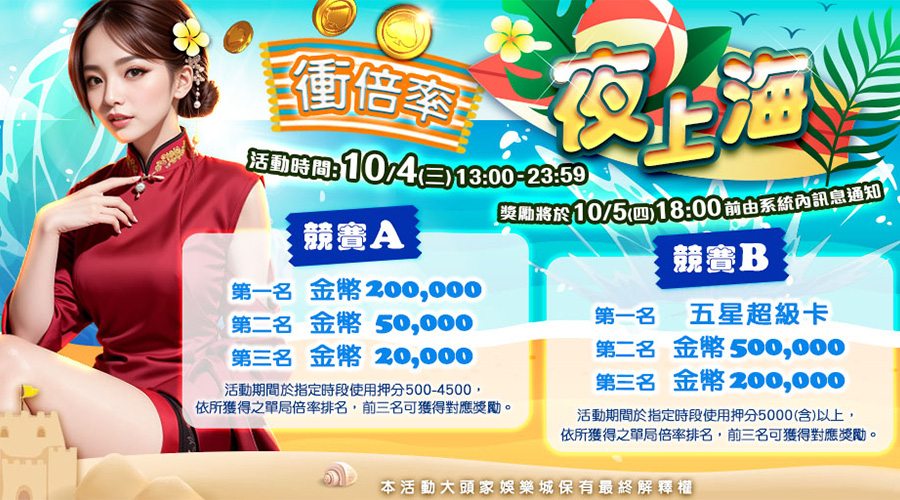 衝倍率
夜上海
活動時間:10/4(三)13:00-23:59
獎勵將於10/5(四)18:00前由系統內訊息通知
競賽A
第一名 金幣200,000
第二名 金幣 50,000
第三名 金幣 20,000
活動期間於指定時段使用押分500-4500，
依所獲得之單局倍率排名，前三名可獲得對應獎勵。
競賽B
第一名 五星超級卡
第二名 金幣500,000
第三名 金幣200,000
活動期間於指定時段使用押分5000(含)以上，
依所獲得之單局倍率排名，前三名可獲得對應獎勵。
本活動大頭家娛樂城保有最終解釋權